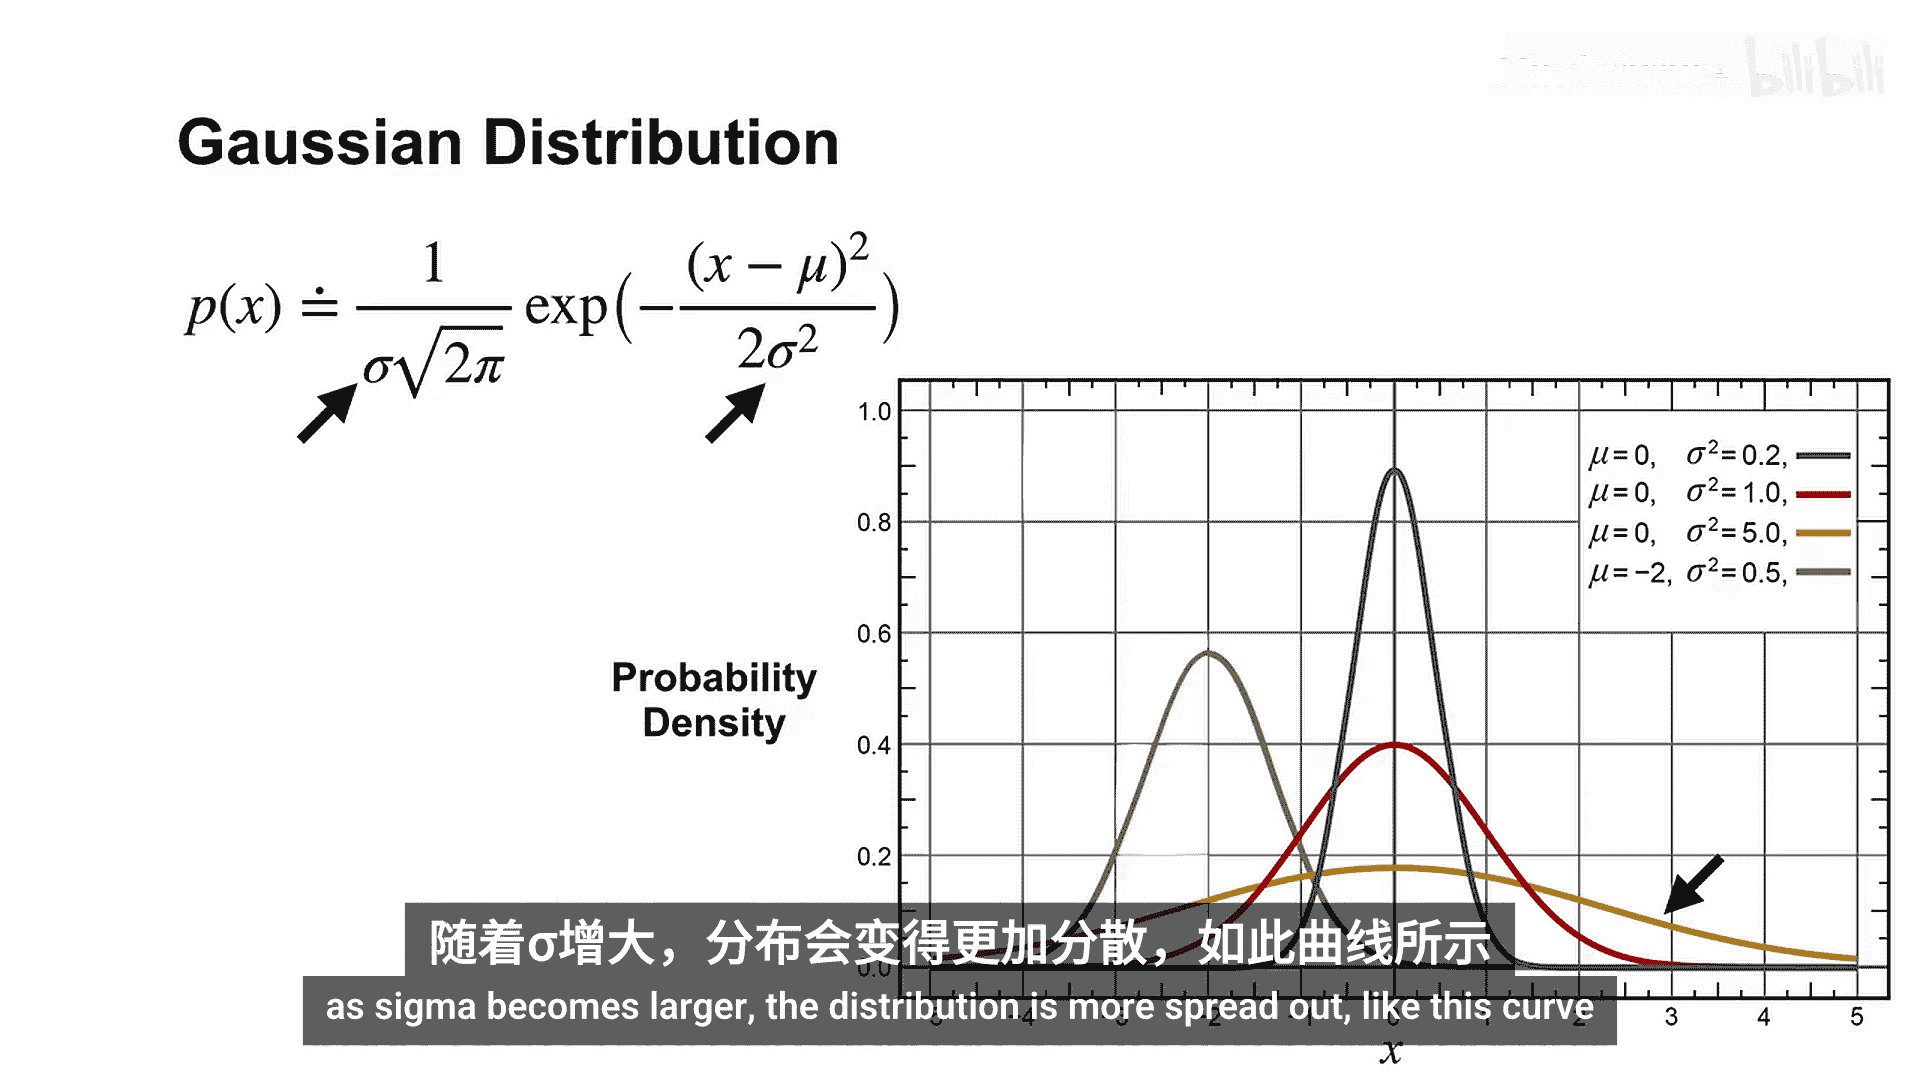 bilibili
Gaussian Distribution
p(x) ≐ 1/(σ√2π) exp(−(x − μ)²/(2σ²))
1.0
0.8
0.6
0.4
0.2
0.0
μ=0, σ²=0.2,
μ=0, σ²=1.0,
μ=0, σ²=5.0,
μ=−2, σ²=0.5,
Probability
Density
随着σ增大，分布会变得更加分散，如此曲线所示
as sigma becomes larger, the distribution is more spread out, like this curve
3 4 5
x